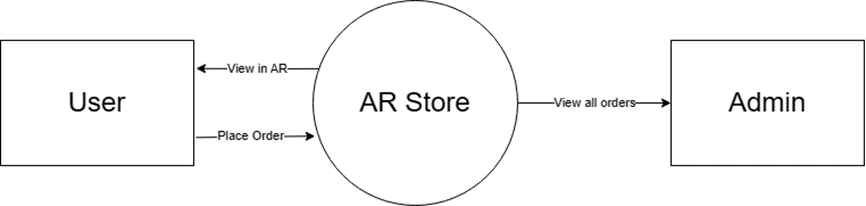 User
View in AR
Place Order
AR Store
View all orders
Admin